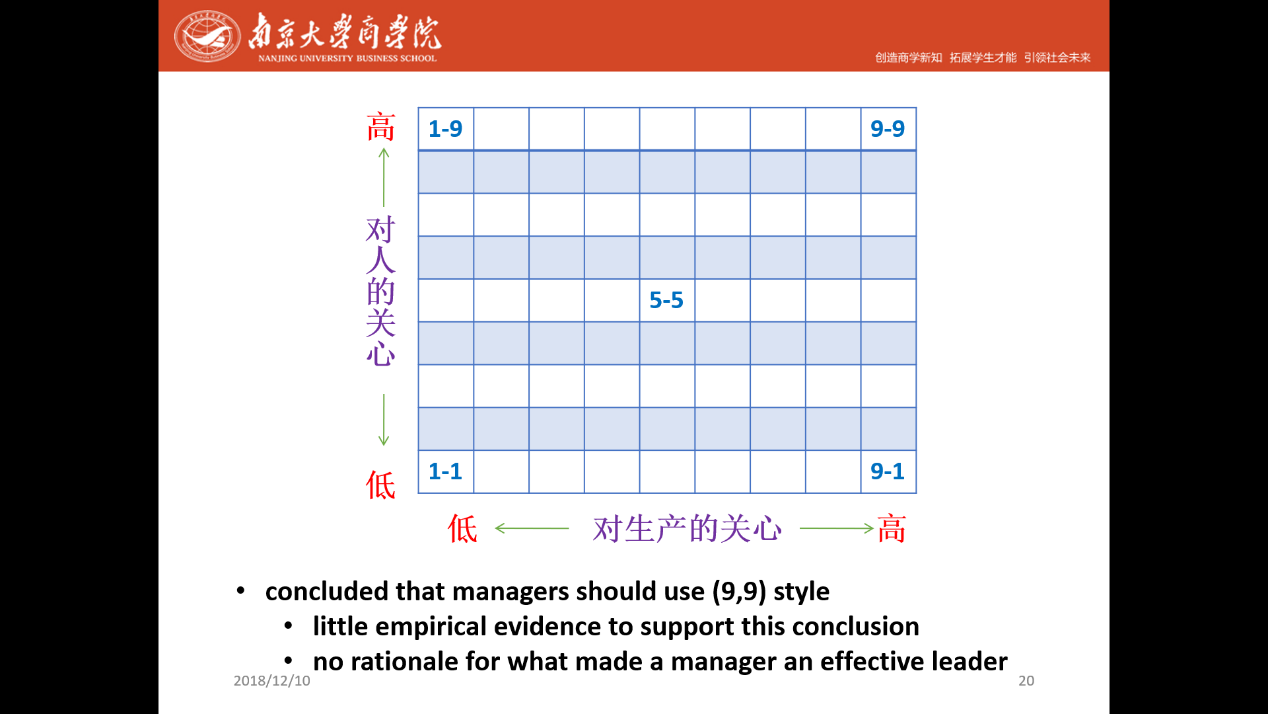 南京大学商学院
NANJING UNIVERSITY BUSINESS SCHOOL
创造商学新知 拓展学生才能 引领社会未来
高
1-9 9-9
对人的关心
5-5
低
1-1 9-1
低 对生产的关心 高
• concluded that managers should use (9,9) style
• little empirical evidence to support this conclusion
• no rationale for what made a manager an effective leader
2018/12/10 20